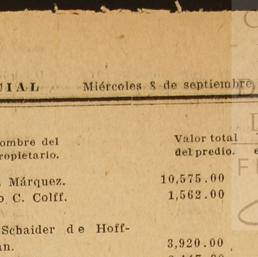 IAL Miércoles 8 de septiembre
ombre del
ropietario.
Valor total
del predio.
Márquez. 10,575.00
o C. Colff. 1,562.00
Schaider de Hoff-
an. 3,920.00